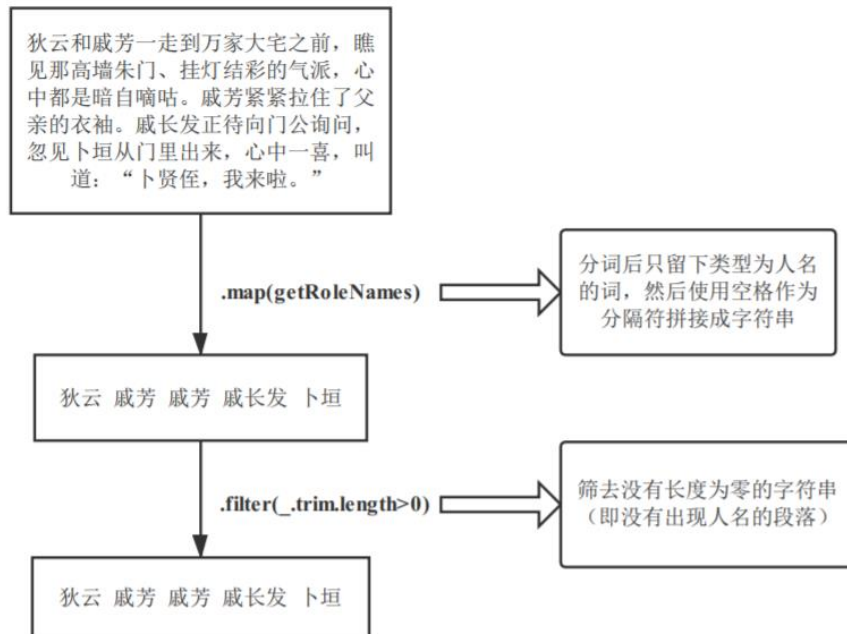 狄云和戚芳一走到万家大宅之前，瞧
见那高墙朱门、挂灯结彩的气派，心
中都是暗自嘀咕。戚芳紧紧拉住了父
亲的衣袖。戚长发正待向门公询问，
忽见卜垣从门里出来，心中一喜，叫
道：“卜贤侄，我来啦。”
.map(getRoleNames)
分词后只留下类型为人名
的词，然后使用空格作为
分隔符拼接成字符串
狄云 戚芳 戚芳 戚长发 卜垣
.filter(_.trim.length>0)
筛去没有长度为零的字符串
（即没有出现人名的段落）
狄云 戚芳 戚芳 戚长发 卜垣